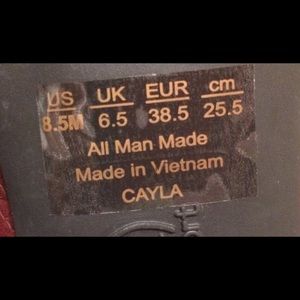 US UK EUR cm
8.5M 6.5 38.5 25.5
All Man Made
Made in Vietnam
CAYLA